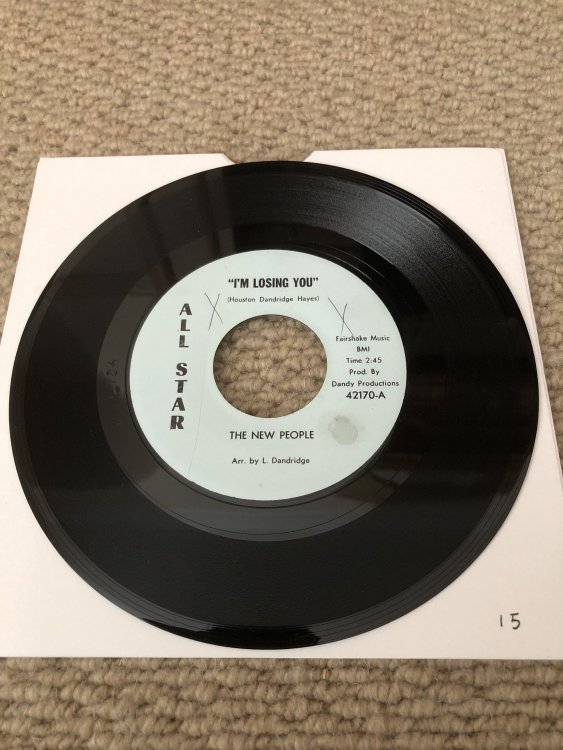 "I'M LOSING YOU"
(Houston Dandridge Hayes)
X X
ALL STAR
Fairshake Music
BMI
Time 2:45
Prod. By
Dandy Productions
42170-A
THE NEW PEOPLE
Arr. by L. Dandridge
15